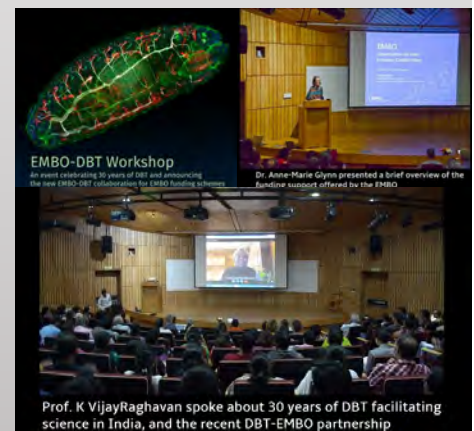 EMBO-DBT Workshop
An event celebrating 30 years of DBT and announcing
the new EMBO-DBT collaboration for EMBO funding schemes
EMBO
Dr. Anne-Marie Glynn presented a brief overview of the
funding support offered by the EMBO
Prof. K VijayRaghavan spoke about 30 years of DBT facilitating
science in India, and the recent DBT-EMBO partnership